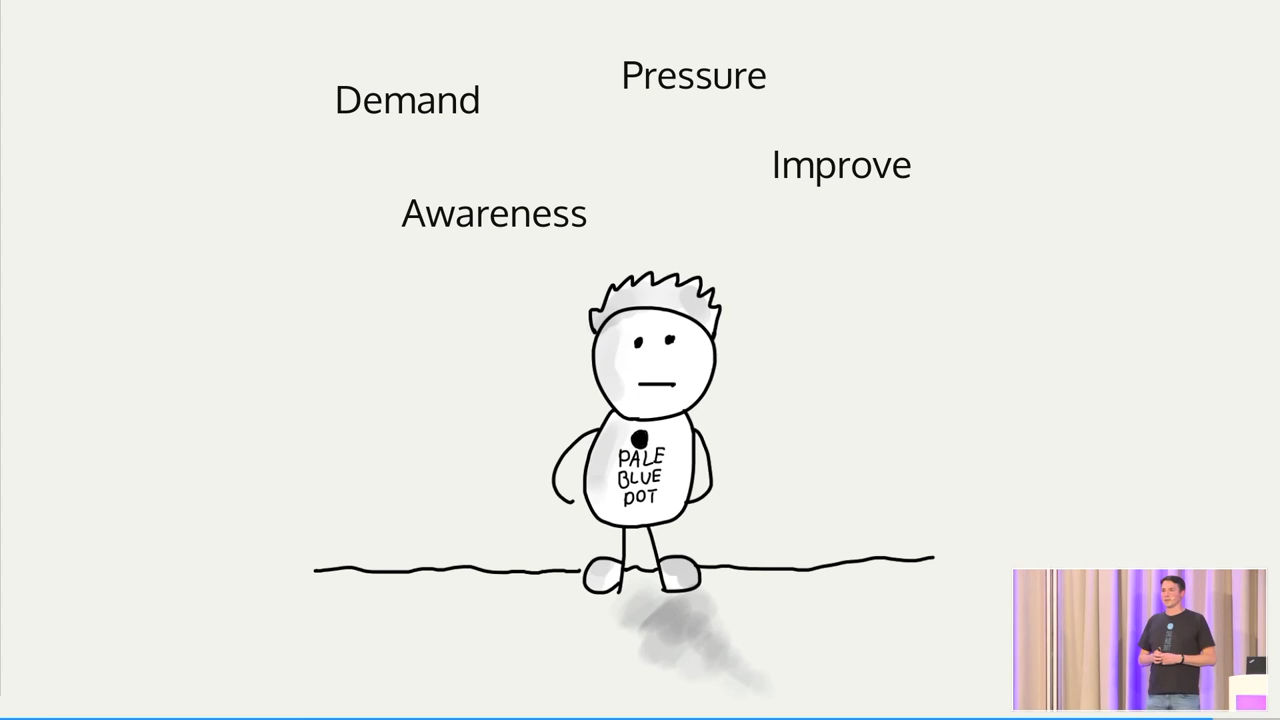 Demand
Pressure
Improve
Awareness
PALE
BLUE
DOT